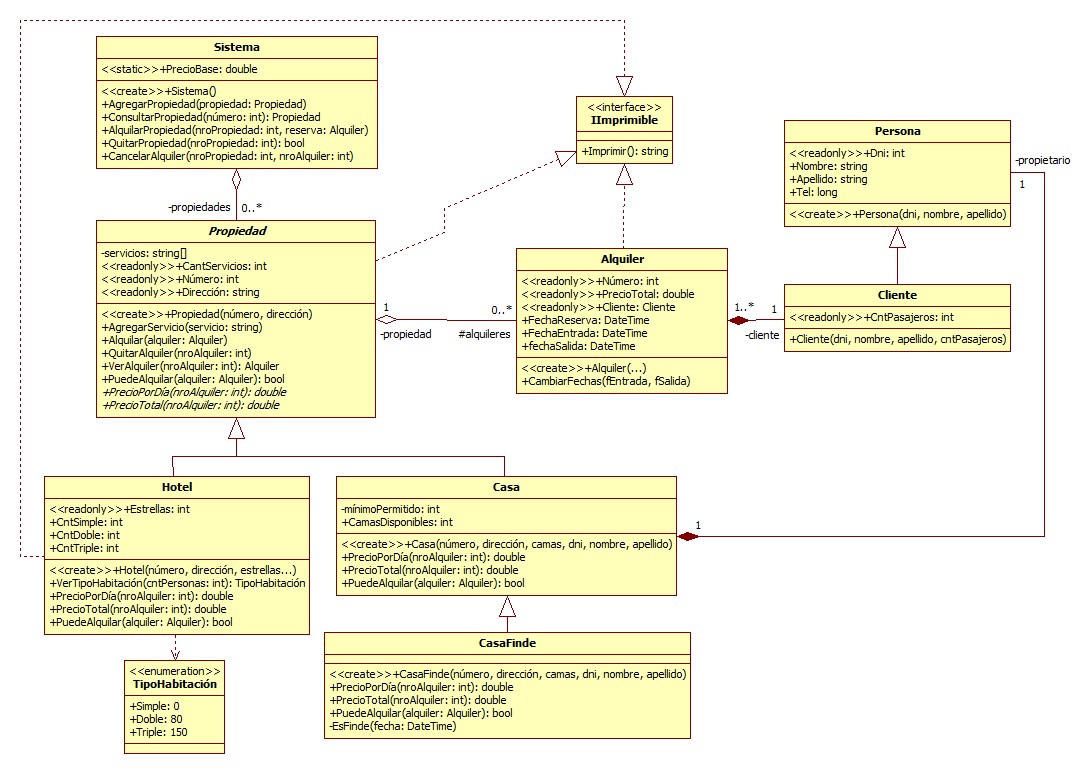 Sistema
<<static>>+PrecioBase: double
<<create>>+Sistema()
+AgregarPropiedad(propiedad: Propiedad)
+ConsultarPropiedad(número: int): Propiedad
+AlquilarPropiedad(nroPropiedad: int, reserva: Alquiler)
+QuitarPropiedad(nroPropiedad: int): bool
+CancelarAlquiler(nroPropiedad: int, nroAlquiler: int)
<<interface>>
IImprimible
+Imprimir(): string
Persona
<<readonly>>+Dni: int
+Nombre: string
+Apellido: string
+Tel: long
<<create>>+Persona(dni, nombre, apellido)
-propietario
1
-propiedades
0..*
Propiedad
-servicios: string[]
<<readonly>>+CantServicios: int
<<readonly>>+Número: int
<<readonly>>+Dirección: string
<<create>>+Propiedad(número, dirección)
+AgregarServicio(servicio: string)
+Alquilar(alquiler: Alquiler)
+QuitarAlquiler(nroAlquiler: int)
+VerAlquiler(nroAlquiler: int): Alquiler
+PuedeAlquilar(alquiler: Alquiler): bool
+PrecioPorDía(nroAlquiler: int): double
+PrecioTotal(nroAlquiler: int): double
1
-propiedad
0..*
#alquileres
Alquiler
<<readonly>>+Número: int
<<readonly>>+PrecioTotal: double
<<readonly>>+Cliente: Cliente
+FechaReserva: DateTime
+FechaEntrada: DateTime
+fechaSalida: DateTime
<<create>>+Alquiler(...)
+CambiarFechas(fEntrada, fSalida)
1..*
1
-cliente
Cliente
<<readonly>>+CntPasajeros: int
+Cliente(dni, nombre, apellido, cntPasajeros)
Hotel
<<readonly>>+Estrellas: int
+CntSimple: int
+CntDoble: int
+CntTriple: int
<<create>>+Hotel(número, dirección, estrellas...)
+VerTipoHabitación(cntPersonas: int): TipoHabitación
+PrecioPorDía(nroAlquiler: int): double
+PrecioTotal(nroAlquiler: int): double
+PuedeAlquilar(alquiler: Alquiler): bool
Casa
-mínimoPermitido: int
+CamasDisponibles: int
<<create>>+Casa(número, dirección, camas, dni, nombre, apellido)
+PrecioPorDía(nroAlquiler: int): double
+PrecioTotal(nroAlquiler: int): double
+PuedeAlquilar(alquiler: Alquiler): bool
1
CasaFinde
<<create>>+CasaFinde(número, dirección, camas, dni, nombre, apellido)
+PrecioPorDía(nroAlquiler: int): double
+PrecioTotal(nroAlquiler: int): double
+PuedeAlquilar(alquiler: Alquiler): bool
-EsFinde(fecha: DateTime)
<<enumeration>>
TipoHabitación
+Simple: 0
+Doble: 80
+Triple: 150